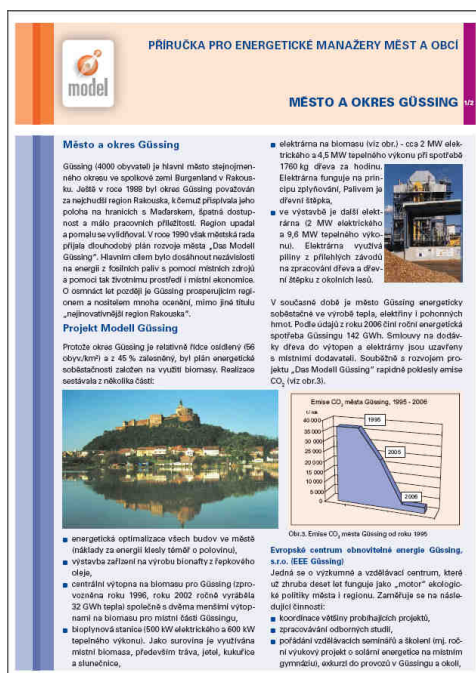 PŘÍRUČKA PRO ENERGETICKÉ MANAŽERY MĚST A OBCÍ
model
MĚSTO A OKRES GÜSSING 1/2
Město a okres Güssing
Güssing (4000 obyvatel) je hlavní město stejnojmen-
ného okresu ve spolkové zemi Burgenland v Rakous-
ku. Ještě v roce 1988 byl okres Güssing považován
za nejchudší region Rakouska, k čemuž přispívala jeho
poloha na hranicích s Maďarskem, špatná dostup-
nost a málo pracovních příležitostí. Region upadal
a pomalu se vylidňoval. V roce 1990 však městská rada
přijala dlouhodobý plán rozvoje města „Das Modell
Güssing“. Hlavním cílem bylo dosáhnout nezávislosti
na energii z fosilních paliv s pomocí místních zdrojů
a pomoci tak životnímu prostředí i místní ekonomice.
O osmnáct let později je Güssing prosperujícím regi-
onem a nositelem mnoha ocenění, mimo jiné titulu
„nejinovativnější region Rakouska“.
Projekt Modell Güssing
Protože okres Güssing je relativně řídce osídlený (56
obyv./km²) a z 45 % zalesněný, byl plán energetické
soběstačnosti založen na využití biomasy. Realizace
sestávala z několika částí:
energetická optimalizace všech budov ve městě
(náklady za energii klesly téměř o polovinu),
výstavba zařízení na výrobu bionafty z řepkového
oleje,
centrální výtopna na biomasu pro Güssing (zpro-
vozněna roku 1996, roku 2002 ročně vyráběla
32 GWh tepla) společně s dvěma menšími výtop-
nami na biomasu pro místní části Güssingu,
bioplynová stanice (500 kW elektrického a 600 kW
tepelného výkonu). Jako surovina je využívána
místní biomasa, především tráva, jetel, kukuřice
a slunečnice,
elektrárna na biomasu (viz obr.) - cca 2 MW elek-
trického a 4,5 MW tepelného výkonu při spotřebě
1760 kg dřeva za hodinu.
Elektrárna funguje na prin-
cipu zplyňování, Palivem je
dřevní štěpka,
ve výstavbě je další elekt-
rárna (2 MW elektrického
a 9,6 MW tepelného výko-
nu). Elektrárna využívá
piliny z přilehlých závodů
na zpracování dřeva a dřev-
ní štěpku z okolních lesů.
V současné době je město Güssing energeticky
soběstačné ve výrobě tepla, elektřiny i pohonných
hmot. Podle údajů z roku 2006 činí roční energetická
spotřeba Güssingu 142 GWh. Smlouvy na dodáv-
ky dřeva do výtopen a elektrárny jsou uzavřeny
s místními dodavateli. Souběžně s rozvojem pro-
jektu „Das Modell Güssing“ rapidně poklesly emise
CO₂ (viz obr.3).
Emise CO₂ města Güssing, 1995 - 2006
t/rok
40 000
35 000
30 000
25 000
20 000
15 000
10 000
5 000
0
1995
2005
2006
Obr.3. Emise CO₂ města Güssing od roku 1995
Evropské centrum obnovitelné energie Güssing,
s.r.o. (EEE Güssing)
Jedná se o výzkumné a vzdělávací centrum, které
už zhruba deset let funguje jako „motor“ ekologic-
ké politiky města i regionu. Zaměřuje se na násle-
dující činnosti:
koordinace většiny probíhajících projektů,
zpracovávání odborných studií,
pořádání vzdělávacích seminářů a školení (mj. roč-
ní výukový projekt o solární energetice na místním
gymnáziu), exkurzí do provozů v Güssingu a okolí,